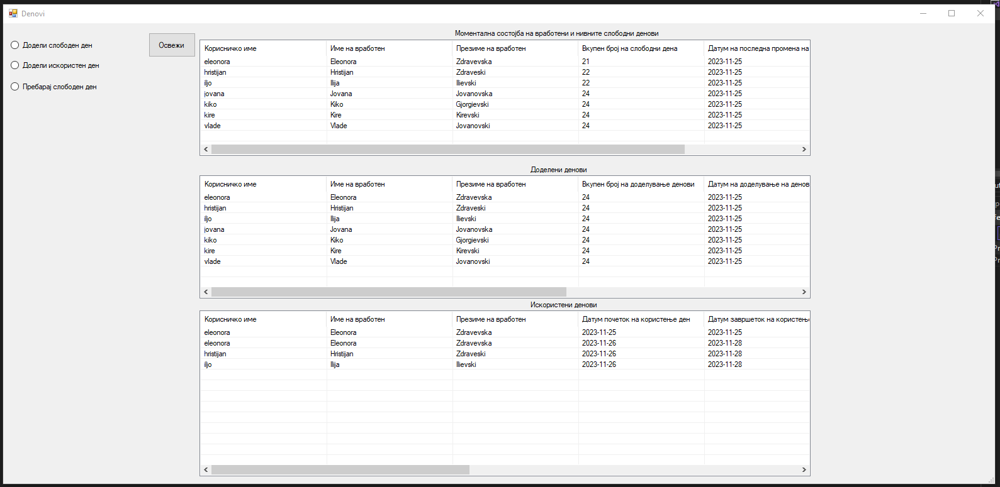 Denovi
Додели слободен ден
Додели искористен ден
Пребарај слободен ден
Освежи
Моментална состојба на вработени и нивните слободни денови
Корисничко име Име на вработен Презиме на вработен Вкупен број на слободни дена Датум на последна промена на
eleonora Eleonora Zdravevska 21 2023-11-25
hristijan Hristijan Zdraveski 22 2023-11-25
iljo Ilija Ilievski 22 2023-11-25
jovana Jovana Jovanovska 24 2023-11-25
kiko Kiko Gjorgievski 24 2023-11-25
kire Kire Kirevski 24 2023-11-25
vlade Vlade Jovanovski 24 2023-11-25
Доделени денови
Корисничко име Име на вработен Презиме на вработен Вкупен број на доделување денови Датум на доделување на денов
eleonora Eleonora Zdravevska 24 2023-11-25
hristijan Hristijan Zdraveski 24 2023-11-25
iljo Ilija Ilievski 24 2023-11-25
jovana Jovana Jovanovska 24 2023-11-25
kiko Kiko Gjorgievski 24 2023-11-25
kire Kire Kirevski 24 2023-11-25
vlade Vlade Jovanovski 24 2023-11-25
Искористени денови
Корисничко име Име на вработен Презиме на вработен Датум почеток на користење ден Датум завршеток на користењ
eleonora Eleonora Zdravevska 2023-11-25 2023-11-25
eleonora Eleonora Zdravevska 2023-11-26 2023-11-28
hristijan Hristijan Zdraveski 2023-11-26 2023-11-28
iljo Ilija Ilievski 2023-11-26 2023-11-28